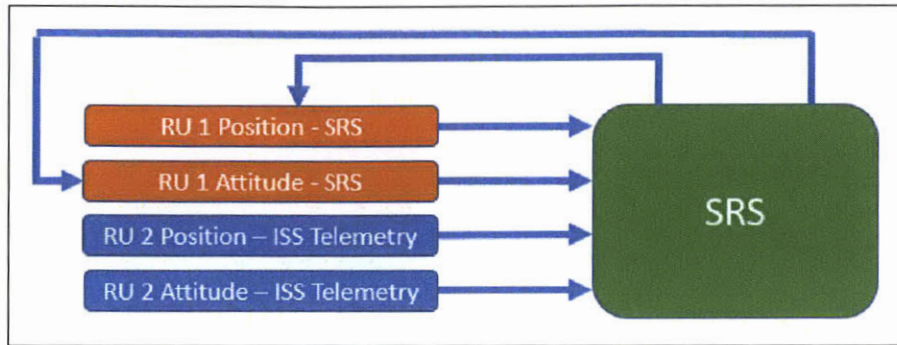 RU 1 Position - SRS
RU 1 Attitude - SRS
RU 2 Position – ISS Telemetry
RU 2 Attitude – ISS Telemetry
SRS